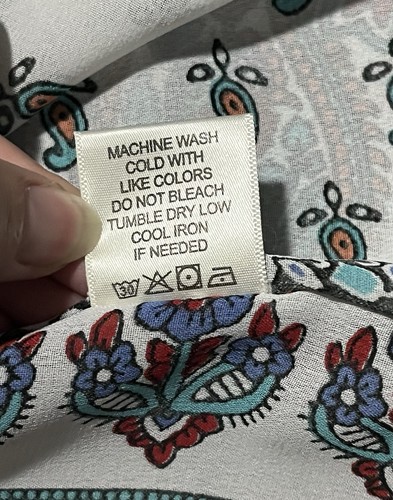 MACHINE WASH
COLD WITH
LIKE COLORS
DO NOT BLEACH
TUMBLE DRY LOW
COOL IRON
IF NEEDED
30